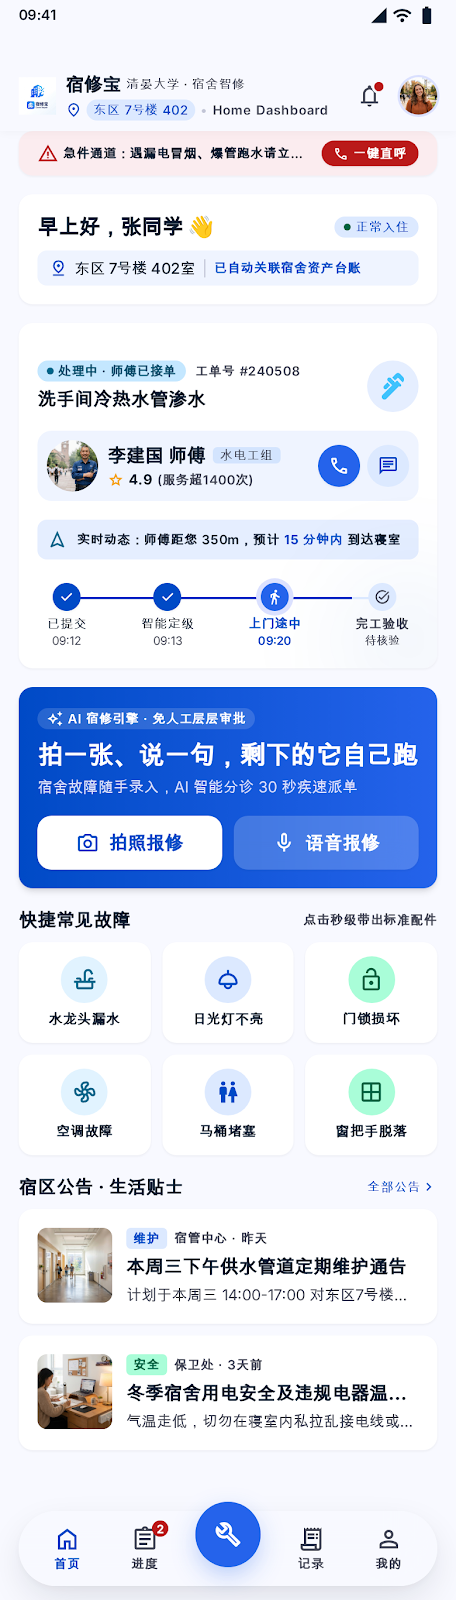 09:41
宿修宝 清晏大学 · 宿舍智修
东区 7号楼 402 • Home Dashboard
急件通道：遇漏电冒烟、爆管跑水请立... 一键直呼
早上好，张同学 👋 正常入住
东区 7号楼 402室 已自动关联宿舍资产台账
处理中 · 师傅已接单 工单号 #240508
洗手间冷热水管渗水
李建国 师傅 水电工组
4.9 (服务超1400次)
实时动态：师傅距您 350m，预计 15 分钟内 到达寝室
已提交 智能定级 上门途中 完工验收
09:12 09:13 09:20 待核验
AI 宿修引擎 · 免人工层层审批
拍一张、说一句，剩下的它自己跑
宿舍故障随手录入，AI 智能分诊 30 秒疾速派单
拍照报修 语音报修
快捷常见故障 点击秒级带出标准配件
水龙头漏水 日光灯不亮 门锁损坏
空调故障 马桶堵塞 窗把手脱落
宿区公告 · 生活贴士 全部公告
维护 宿管中心 · 昨天
本周三下午供水管道定期维护通告
计划于本周三 14:00-17:00 对东区7号楼...
安全 保卫处 · 3天前
冬季宿舍用电安全及违规电器温...
气温走低，切勿在寝室内私拉乱接电线或...
2
首页 进度 记录 我的